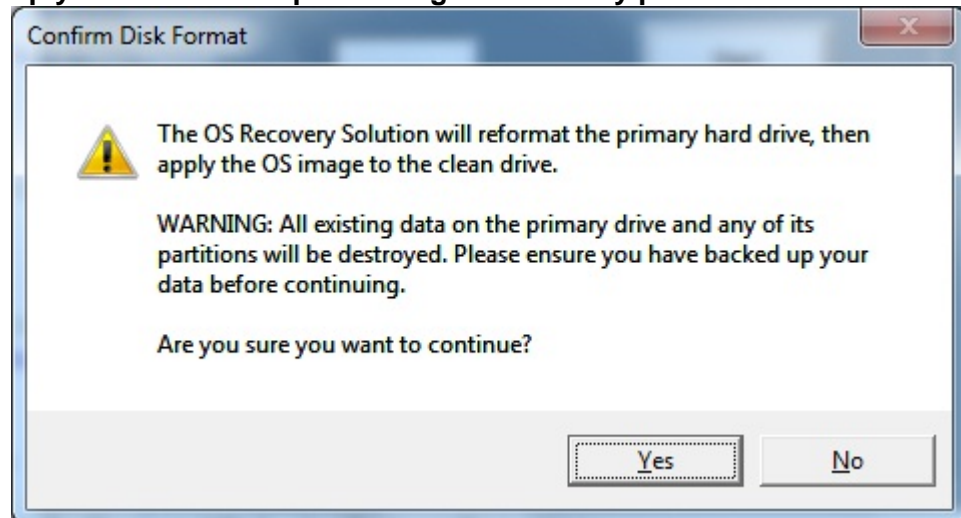 Confirm Disk Format
The OS Recovery Solution will reformat the primary hard drive, then
apply the OS image to the clean drive.
WARNING: All existing data on the primary drive and any of its
partitions will be destroyed. Please ensure you have backed up your
data before continuing.
Are you sure you want to continue?
Yes
No